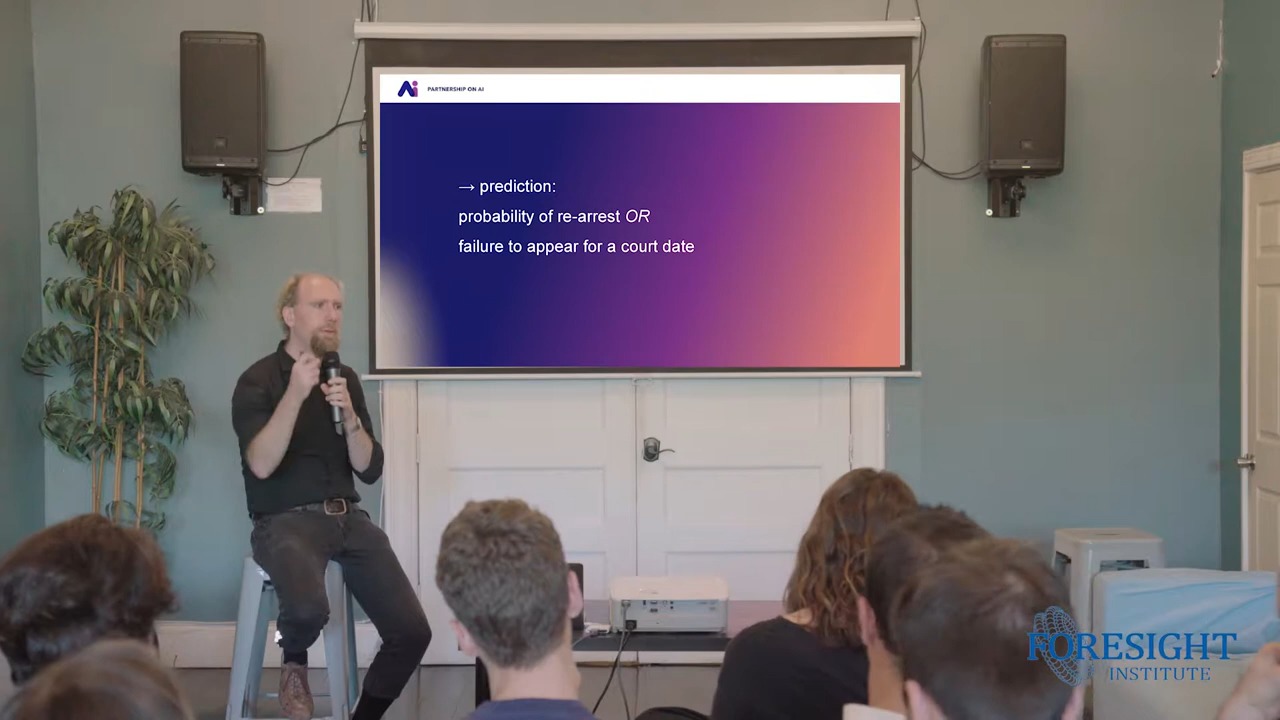 PARTNERSHIP ON AI
→ prediction:
probability of re-arrest OR
failure to appear for a court date
FORESIGHT
INSTITUTE